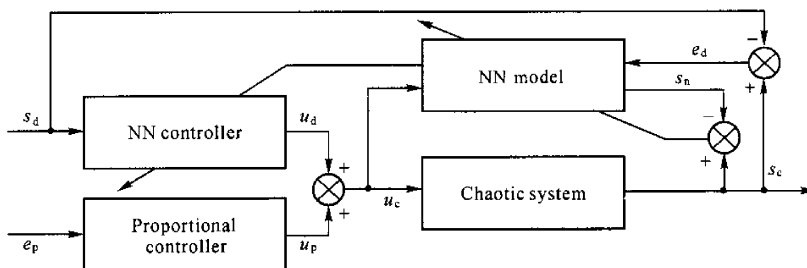 −
e_d
NN model
+
s_n
s_d
NN controller
u_d
−
+
+
+
u_c
Chaotic system
s_c
Proportional
controller
e_p
u_p